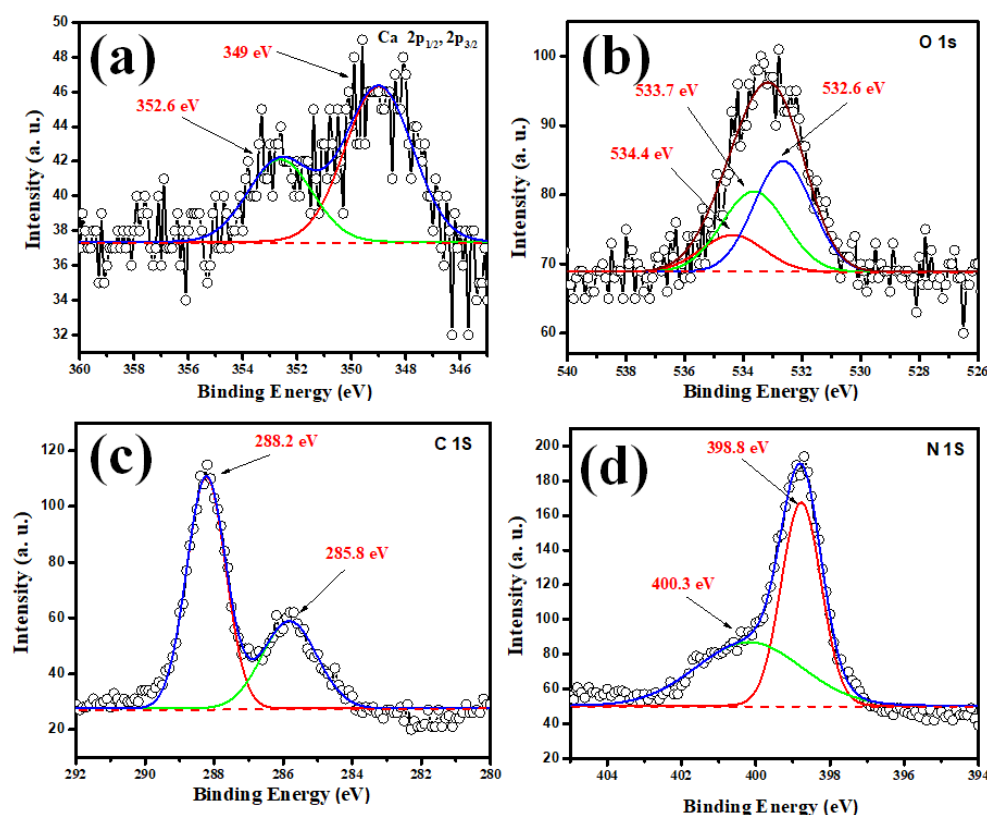 (a)
Ca 2p1/2, 2p3/2
349 eV
352.6 eV
Intensity (a. u.)
50
48
46
44
42
40
38
36
34
32
360 358 356 354 352 350 348 346
Binding Energy (eV)
(b)
O 1s
533.7 eV
532.6 eV
534.4 eV
Intensity (a. u.)
100
90
80
70
60
540 538 536 534 532 530 528 526
Binding Energy (eV)
(c)
C 1S
288.2 eV
285.8 eV
Intensity (a. u.)
120
100
80
60
40
20
292 290 288 286 284 282 280
Binding Energy (eV)
(d)
N 1S
398.8 eV
400.3 eV
Intensity (a. u.)
200
180
160
140
120
100
80
60
40
20
404 402 400 398 396 394
Binding Energy (eV)